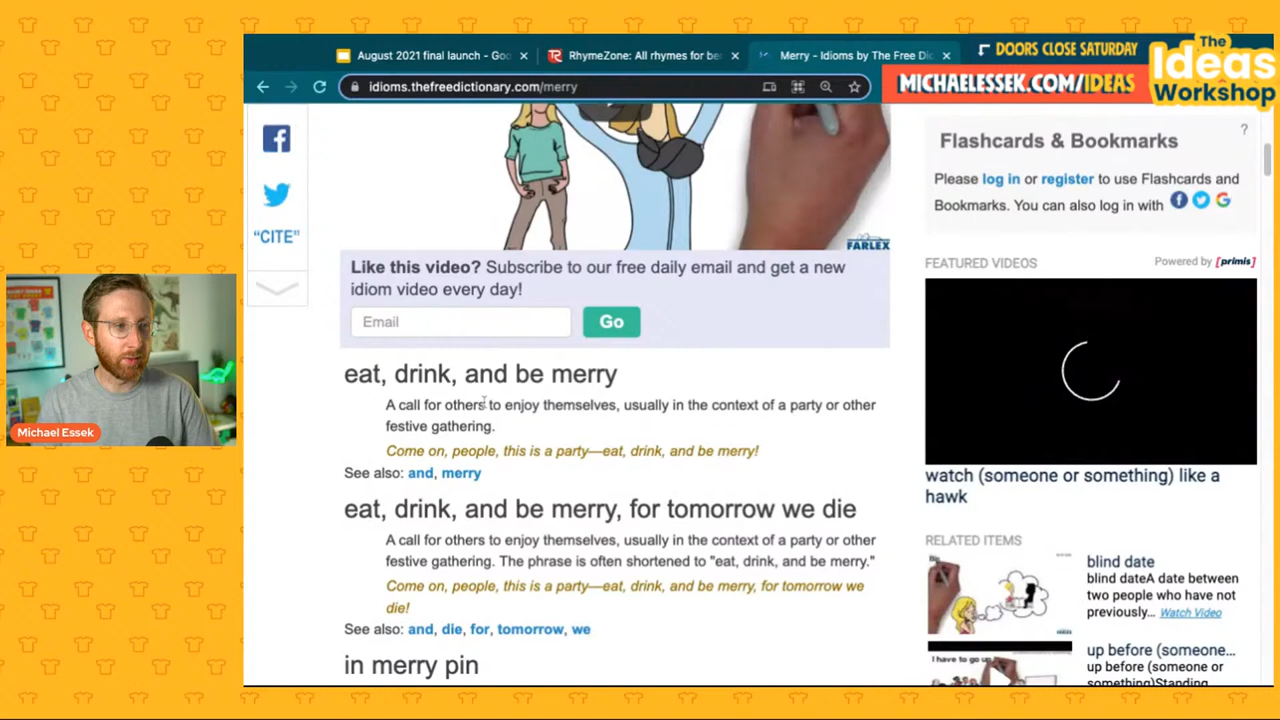 August 2021 final launch - Goo
RhymeZone: All rhymes for be
Merry - Idioms by The Free Dic
DOORS CLOSE SATURDAY
MICHAELESSEK.COM/IDEAS
The
Ideas
Workshop
idioms.thefreedictionary.com/merry
“CITE”
FARLEX
Like this video? Subscribe to our free daily email and get a new
idiom video every day!
Email
Go
eat, drink, and be merry
A call for others to enjoy themselves, usually in the context of a party or other
festive gathering.
Come on, people, this is a party—eat, drink, and be merry!
See also: and, merry
eat, drink, and be merry, for tomorrow we die
A call for others to enjoy themselves, usually in the context of a party or other
festive gathering. The phrase is often shortened to "eat, drink, and be merry."
Come on, people, this is a party—eat, drink, and be merry, for tomorrow we
die!
See also: and, die, for, tomorrow, we
in merry pin
Flashcards & Bookmarks
?
Please log in or register to use Flashcards and
Bookmarks. You can also log in with
FEATURED VIDEOS
Powered by [primis]
watch (someone or something) like a
hawk
RELATED ITEMS
blind date
blind dateA date between
two people who have not
previously... Watch Video
I have to go up
up before (someone...
up before (someone or
something)Standing
Michael Essek